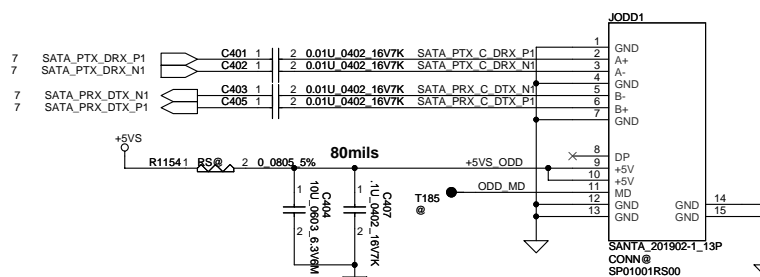 JODD1
7 SATA_PTX_DRX_P1 C401 1 2 0.01U_0402_16V7K SATA_PTX_C_DRX_P1
7 SATA_PTX_DRX_N1 C402 1 2 0.01U_0402_16V7K SATA_PTX_C_DRX_N1
7 SATA_PRX_DTX_N1 C403 1 2 0.01U_0402_16V7K SATA_PRX_C_DTX_N1
7 SATA_PRX_DTX_P1 C405 1 2 0.01U_0402_16V7K SATA_PRX_C_DTX_P1
1 GND
2 A+
3 A-
4 GND
5 B-
6 B+
7 GND
+5VS
R1154 1 RS@ 2 0_0805_5%
80mils
+5VS_ODD
1 2 C404 10U_0603_6.3V6M
1 2 C407 .1U_0402_16V7K
T185 @
ODD_MD
8 DP
9 +5V
10 +5V
11 MD
12 GND
13 GND
GND 14
GND 15
SANTA_201902-1_13P
CONN@
SP01001RS00